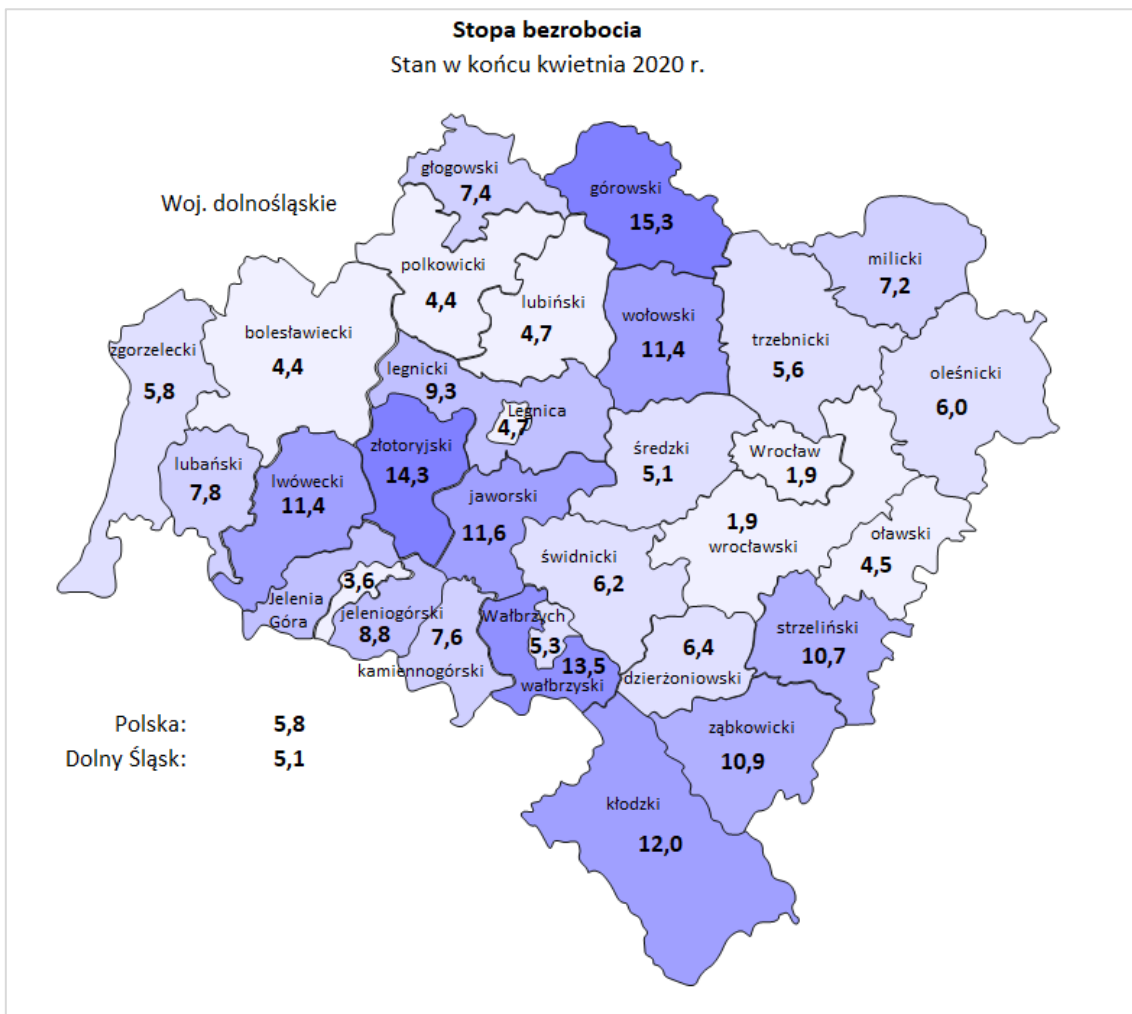 Stopa bezrobocia
Stan w końcu kwietnia 2020 r.
Woj. dolnośląskie
głogowski
7,4
górowski
15,3
milicki
7,2
polkowicki
4,4
lubiński
4,7
wołowski
11,4
trzebnicki
5,6
oleśnicki
6,0
bolesławiecki
4,4
zgorzelecki
5,8
legnicki
9,3
Legnica
4,7
złotoryjski
14,3
lubański
7,8
lwówecki
11,4
jaworski
11,6
średzki
5,1
Wrocław
1,9
1,9
wrocławski
oławski
4,5
świdnicki
6,2
Jelenia
Góra
3,6
jeleniogórski
8,8
7,6
kamiennogórski
Wałbrzych
5,3
13,5
wałbrzyski
6,4
dzierżoniowski
strzeliński
10,7
ząbkowicki
10,9
kłodzki
12,0
Polska: 5,8
Dolny Śląsk: 5,1